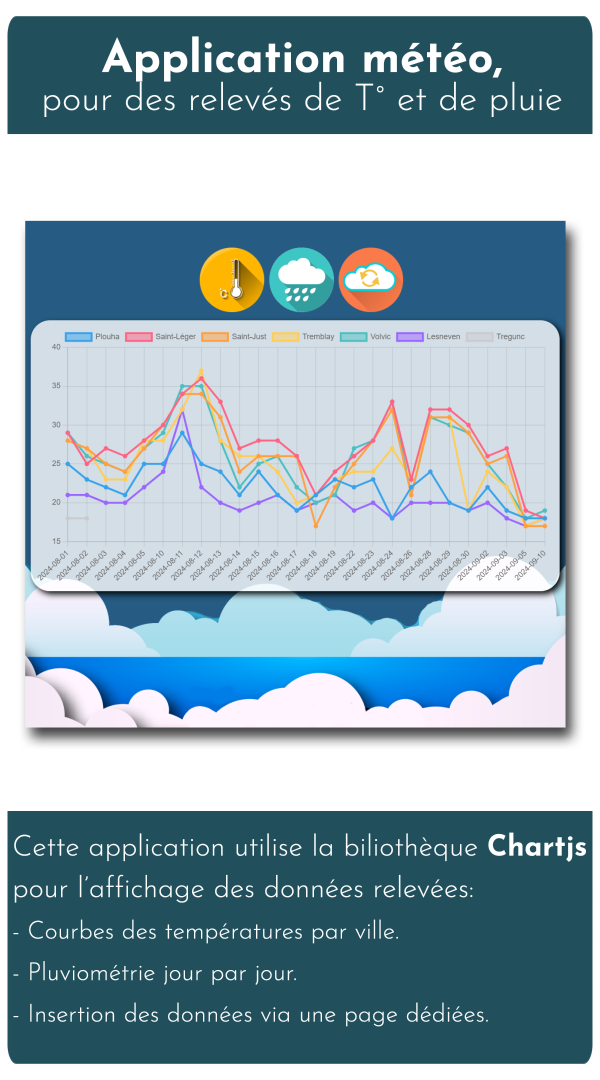 Application météo,
pour des relevés de T° et de pluie
Plouha Saint-Léger Saint-Just Tremblay Volvic Lesneven Tregunc
40
35
30
25
20
15
2024-08-01 2024-08-02 2024-08-03 2024-08-04 2024-08-05 2024-08-10 2024-08-11 2024-08-12 2024-08-13 2024-08-14 2024-08-15 2024-08-16 2024-08-17 2024-08-18 2024-08-19 2024-08-22 2024-08-23 2024-08-24 2024-08-26 2024-08-28 2024-08-29 2024-08-30 2024-09-02 2024-09-03 2024-09-05 2024-09-10
Cette application utilise la biliothèque Chartjs
pour l'affichage des données relevées:
- Courbes des températures par ville.
- Pluviométrie jour par jour.
- Insertion des données via une page dédiées.